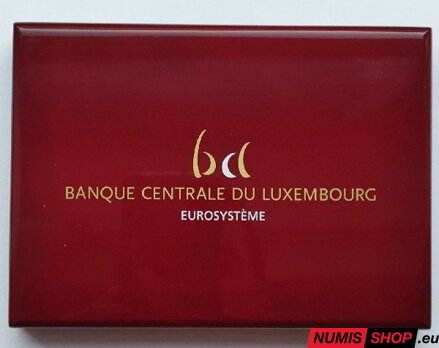 bcl
BANQUE CENTRALE DU LUXEMBOURG
EUROSYSTÈME
NUMIS SHOP.eu